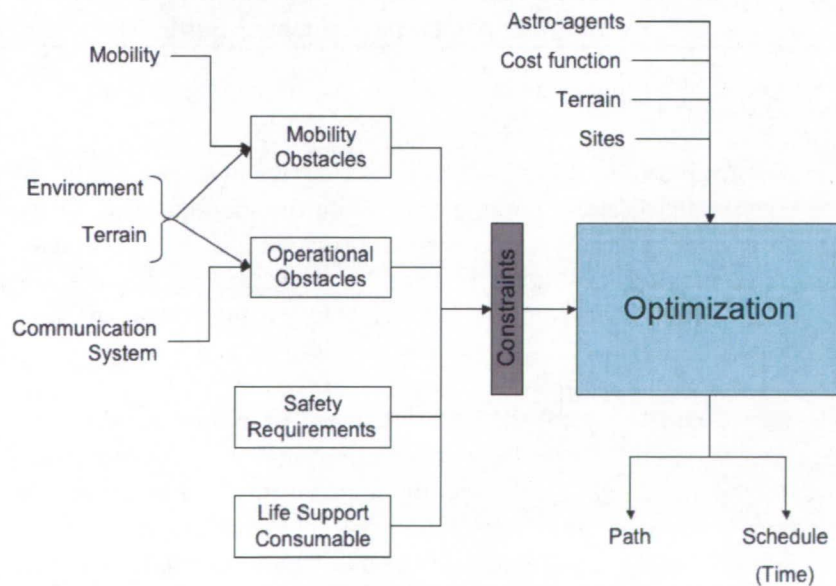 Astro-agents
Cost function
Terrain
Sites
Mobility
Mobility
Obstacles
Environment
Terrain
Operational
Obstacles
Communication
System
Safety
Requirements
Life Support
Consumable
Constraints
Optimization
Path
Schedule
(Time)